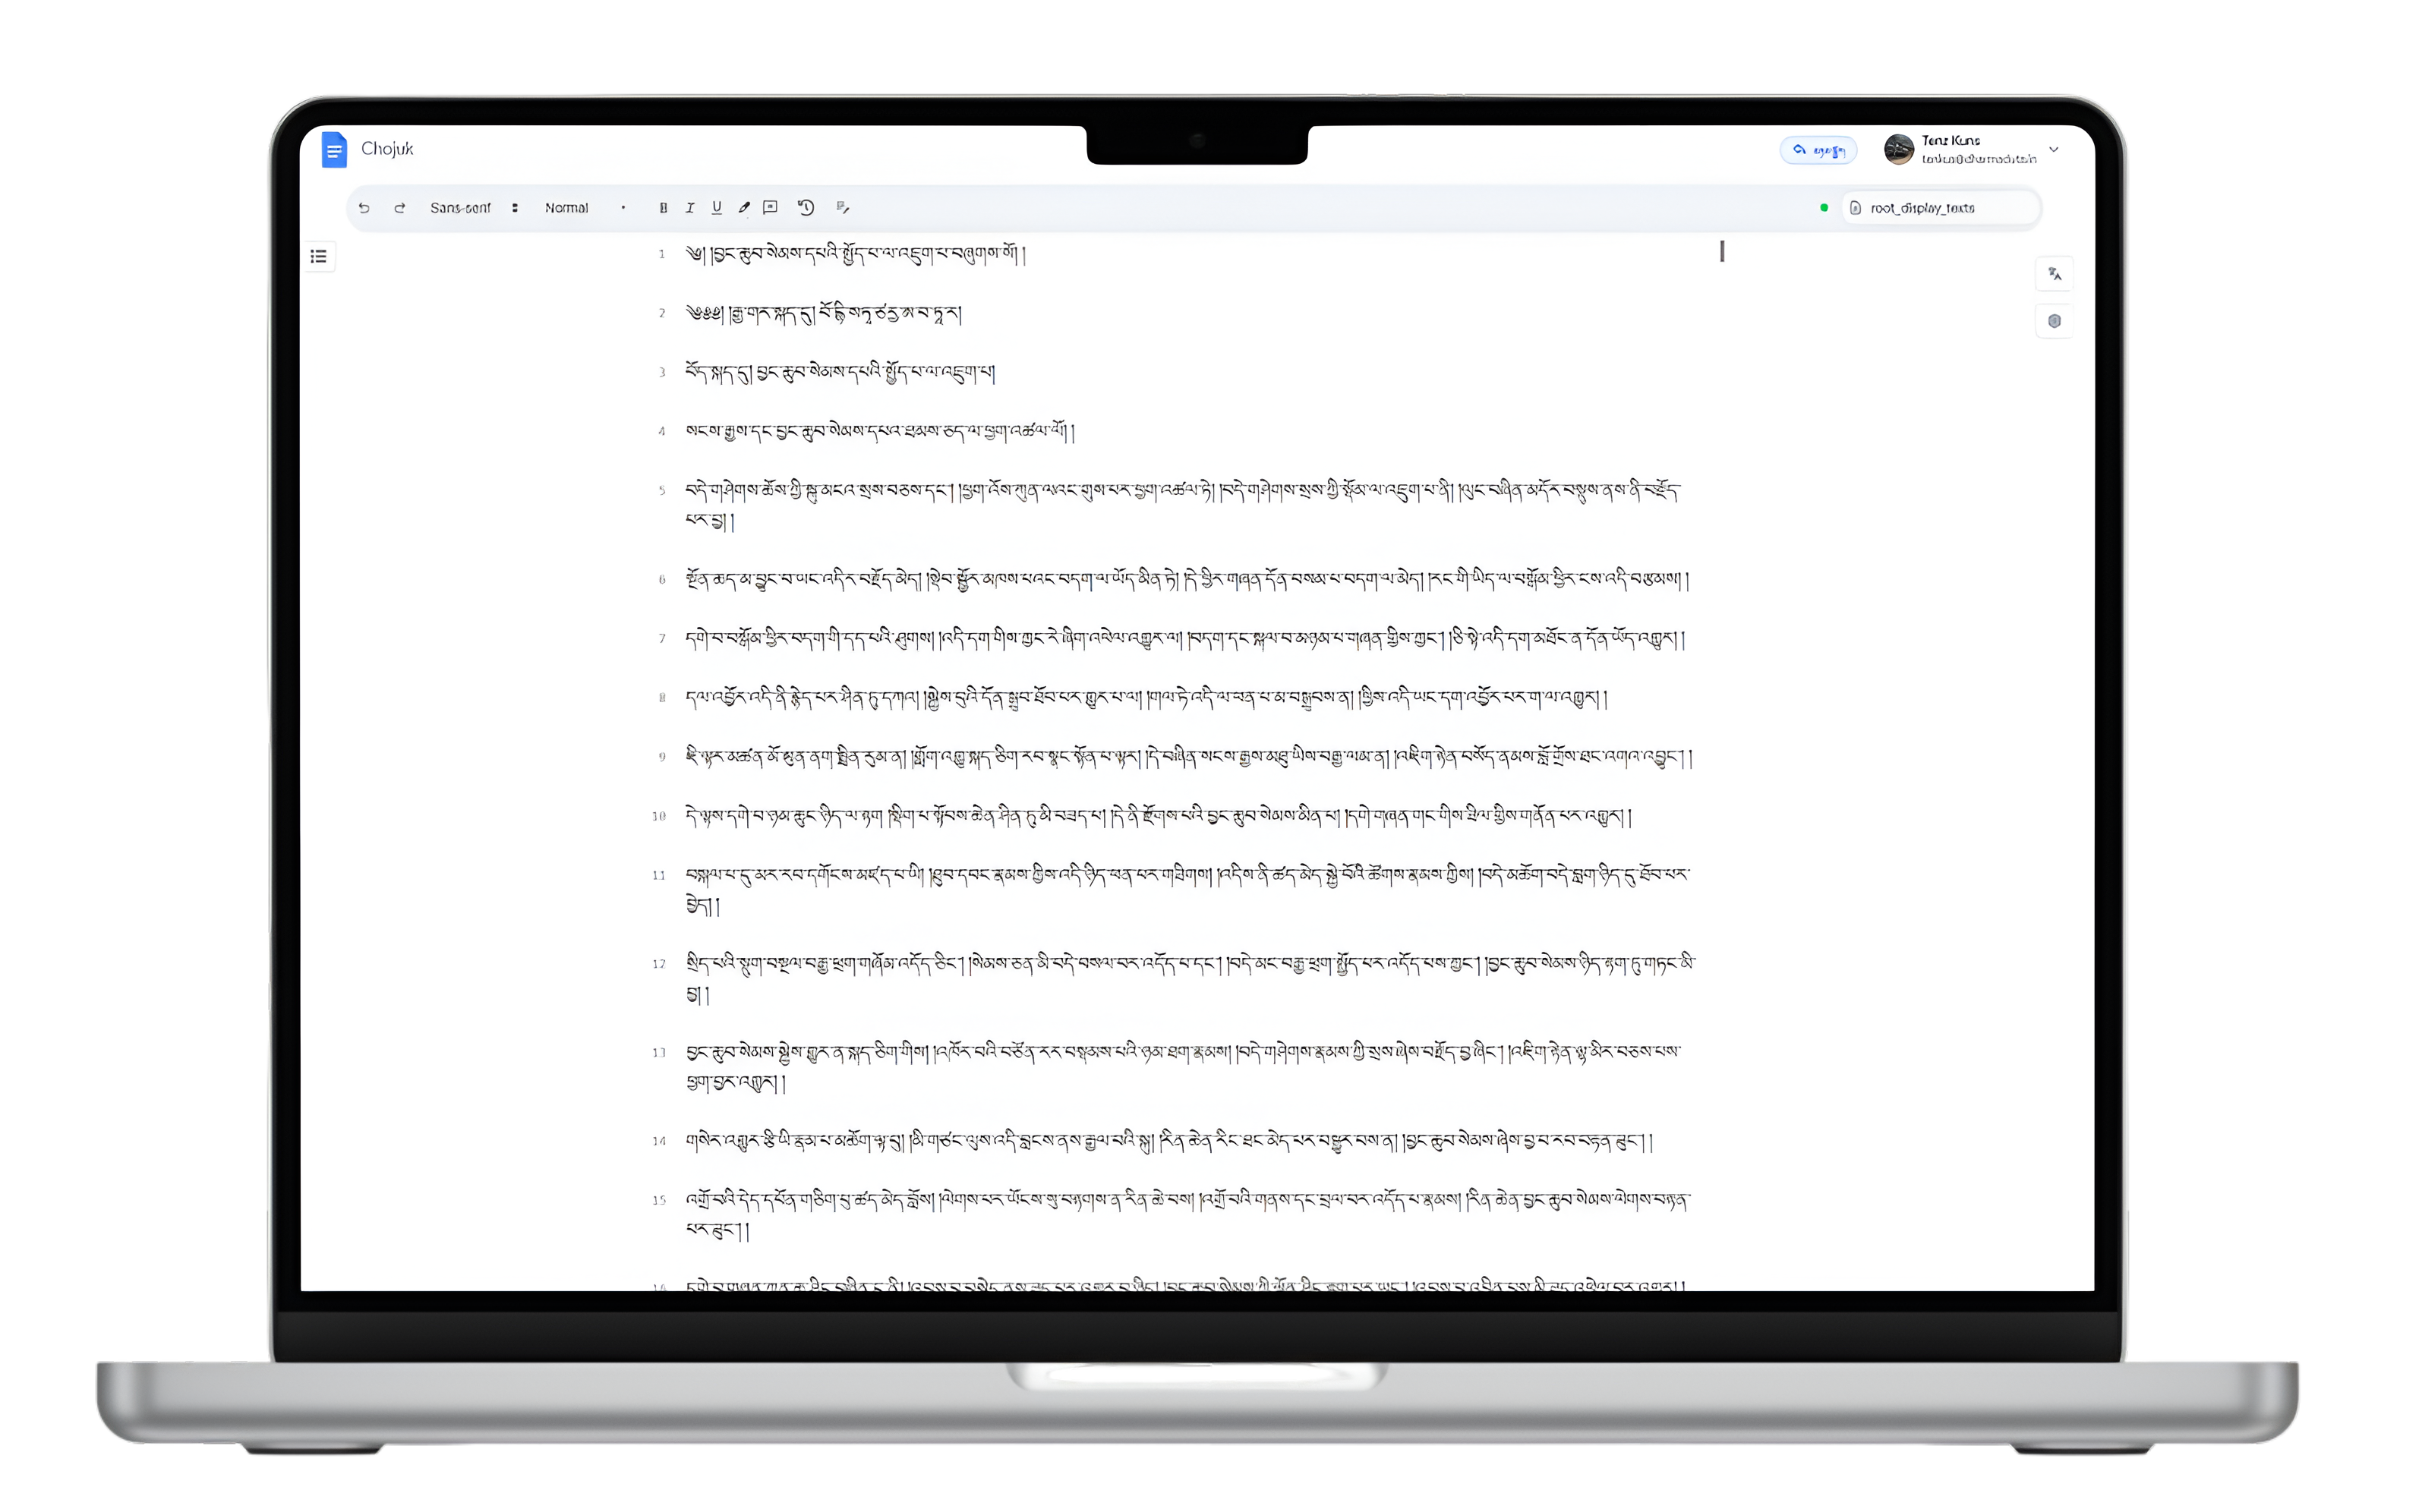 Chojuk
Sans-serif Normal B I U root_display_texts
1 ༄། །བྱང་ཆུབ་སེམས་དཔའི་སྤྱོད་པ་ལ་འཇུག་པ་བཞུགས་སོ། །
2 ༄༅༅། །རྒྱ་གར་སྐད་དུ། བོ་དྷི་སཏྭ་ཙརྱ་ཨ་བ་ཏཱ་ར།
3 བོད་སྐད་དུ། བྱང་ཆུབ་སེམས་དཔའི་སྤྱོད་པ་ལ་འཇུག་པ།
4 སངས་རྒྱས་དང་བྱང་ཆུབ་སེམས་དཔའ་ཐམས་ཅད་ལ་ཕྱག་འཚལ་ལོ། །
5 བདེ་གཤེགས་ཆོས་ཀྱི་སྐུ་མངའ་སྲས་བཅས་དང་། །ཕྱག་འོས་ཀུན་ལའང་གུས་པར་ཕྱག་འཚལ་ཏེ། །བདེ་གཤེགས་སྲས་ཀྱི་སྡོམ་ལ་འཇུག་པ་ནི། །ལུང་བཞིན་མདོར་བསྡུས་ནས་ནི་བརྗོད་
པར་བྱ། །
6 སྔོན་ཆད་མ་བྱུང་བ་ཡང་འདིར་བརྗོད་མེད། །སྡེབ་སྦྱོར་མཁས་པའང་བདག་ལ་ཡོད་མིན་ཏེ། །དེ་ཕྱིར་གཞན་དོན་བསམ་པ་བདག་ལ་མེད། །རང་གི་ཡིད་ལ་བསྒོམ་ཕྱིར་ངས་འདི་བརྩམས། །
7 དགེ་བ་བསྒོམ་ཕྱིར་བདག་གི་དད་པའི་ཤུགས། །འདི་དག་གིས་ཀྱང་རེ་ཞིག་འཕེལ་འགྱུར་ལ། །བདག་དང་སྐལ་བ་མཉམ་པ་གཞན་གྱིས་ཀྱང་། །ཅི་སྟེ་འདི་དག་མཐོང་ན་དོན་ཡོད་འགྱུར། །
8 དལ་འབྱོར་འདི་ནི་རྙེད་པར་ཤིན་ཏུ་དཀའ། །སྐྱེས་བུའི་དོན་སྒྲུབ་ཐོབ་པར་གྱུར་པ་ལ། །གལ་ཏེ་འདི་ལ་ཕན་པ་མ་བསྒྲུབས་ན། །ཕྱིས་འདི་ཡང་དག་འབྱོར་པར་ག་ལ་འགྱུར། །
9 ཇི་ལྟར་མཚན་མོ་མུན་ནག་སྤྲིན་རུམ་ན། །གློག་འགྱུ་སྐད་ཅིག་རབ་སྣང་སྟོན་པ་ལྟར། །དེ་བཞིན་སངས་རྒྱས་མཐུ་ཡིས་བརྒྱ་ལམ་ན། །འཇིག་རྟེན་བསོད་ནམས་བློ་གྲོས་ཐང་འགའ་འབྱུང་། །
10 དེ་ལྟས་དགེ་བ་ཉམ་ཆུང་ཉིད་ལ་རྟག །སྡིག་པ་སྟོབས་ཆེན་ཤིན་ཏུ་མི་བཟད་པ། །དེ་ནི་རྫོགས་པའི་བྱང་ཆུབ་སེམས་མིན་པ། །དགེ་གཞན་གང་གིས་ཟིལ་གྱིས་གནོན་པར་འགྱུར། །
11 བསྐལ་པ་དུ་མར་རབ་དགོངས་མཛད་པ་ཡི། །ཐུབ་དབང་རྣམས་ཀྱིས་འདི་ཉིད་ཕན་པར་གཟིགས། །འདིས་ནི་ཚད་མེད་སྐྱེ་བོའི་ཚོགས་རྣམས་ཀྱིས། །བདེ་མཆོག་བདེ་བླག་ཉིད་དུ་ཐོབ་པར་
བྱེད། །
12 སྲིད་པའི་སྡུག་བསྔལ་བརྒྱ་ཕྲག་གཞོམ་འདོད་ཅིང་། །སེམས་ཅན་མི་བདེ་བསལ་བར་འདོད་པ་དང་། །བདེ་མང་བརྒྱ་ཕྲག་སྤྱོད་པར་འདོད་པས་ཀྱང་། །བྱང་ཆུབ་སེམས་ཉིད་རྟག་ཏུ་གཏང་མི་
བྱ། །
13 བྱང་ཆུབ་སེམས་སྐྱེས་གྱུར་ན་སྐད་ཅིག་གིས། །འཁོར་བའི་བཙོན་རར་བསྡམས་པའི་ཉམ་ཐག་རྣམས། །བདེ་གཤེགས་རྣམས་ཀྱི་སྲས་ཞེས་བརྗོད་བྱ་ཞིང་། །འཇིག་རྟེན་ལྷ་མིར་བཅས་པས་
ཕྱག་བྱར་འགྱུར། །
14 གསེར་འགྱུར་རྩི་ཡི་རྣམ་པ་མཆོག་ལྟ་བུ། །མི་གཙང་ལུས་འདི་བླངས་ནས་རྒྱལ་བའི་སྐུ། །རིན་ཆེན་རིང་ཐང་མེད་པར་བསྒྱུར་བས་ན། །བྱང་ཆུབ་སེམས་ཞེས་བྱ་བ་རབ་བརྟན་ཟུང་། །
15 འགྲོ་བའི་དེད་དཔོན་གཅིག་པུ་ཚད་མེད་བློས། །ལེགས་པར་ཡོངས་སུ་བརྟགས་ན་རིན་ཆེ་བས། །འགྲོ་བའི་གནས་དང་བྲལ་བར་འདོད་པ་རྣམས། །རིན་ཆེན་བྱང་ཆུབ་སེམས་ལེགས་བརྟན་
པར་ཟུང་། །